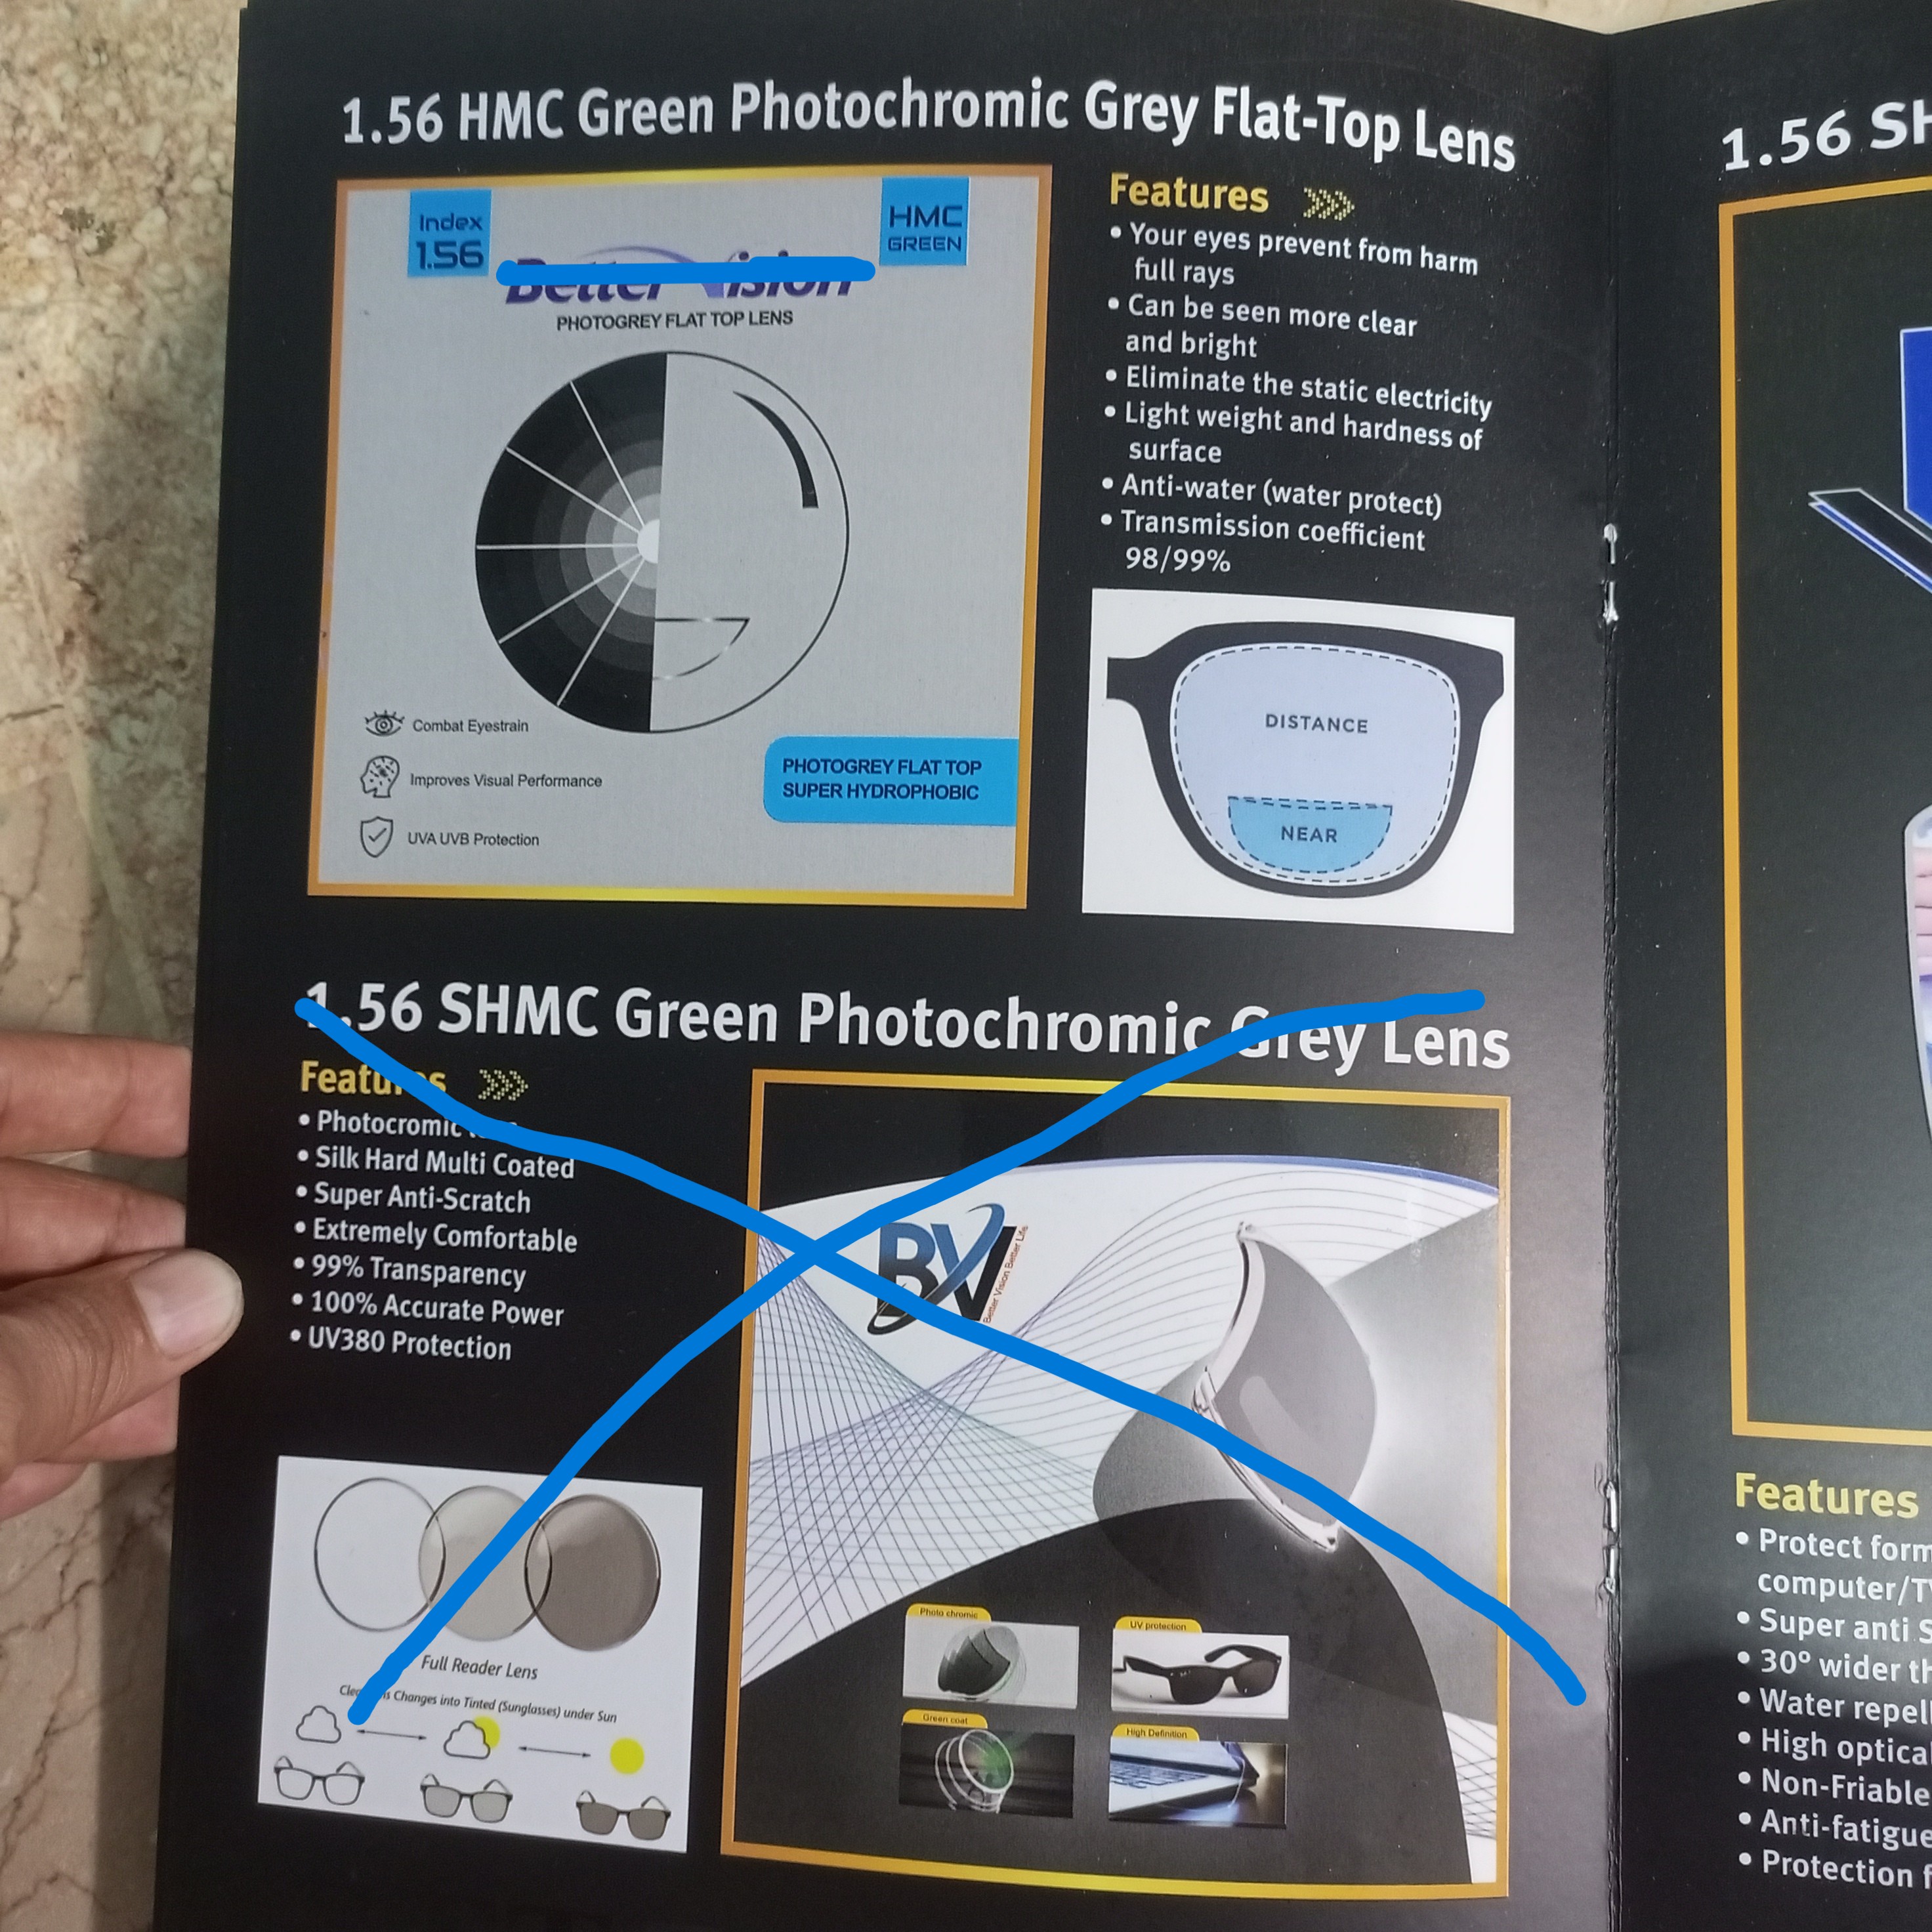 1.56 HMC Green Photochromic Grey Flat-Top Lens
Index
1.56
HMC
GREEN
Better Vision
PHOTOGREY FLAT TOP LENS
Combat Eyestrain
Improves Visual Performance
UVA UVB Protection
PHOTOGREY FLAT TOP
SUPER HYDROPHOBIC
Features
• Your eyes prevent from harm
full rays
• Can be seen more clear
and bright
• Eliminate the static electricity
• Light weight and hardness of
surface
• Anti-water (water protect)
• Transmission coefficient
98/99%
DISTANCE
NEAR
1.56 SHMC Green Photochromic Grey Lens
Features
• Photocromic
• Silk Hard Multi Coated
• Super Anti-Scratch
• Extremely Comfortable
• 99% Transparency
• 100% Accurate Power
• UV380 Protection
Full Reader Lens
Changes into Tinted (Sunglasses) under Sun
BV
Better Vision Better Life
Photo chromic
UV protection
Green coat
High Definition
1.56 SH
Features
• Protect form
computer/T
• Super anti S
• 30° wider th
• Water repel
• High optica
• Non-Friable
• Anti-fatigue
• Protection f